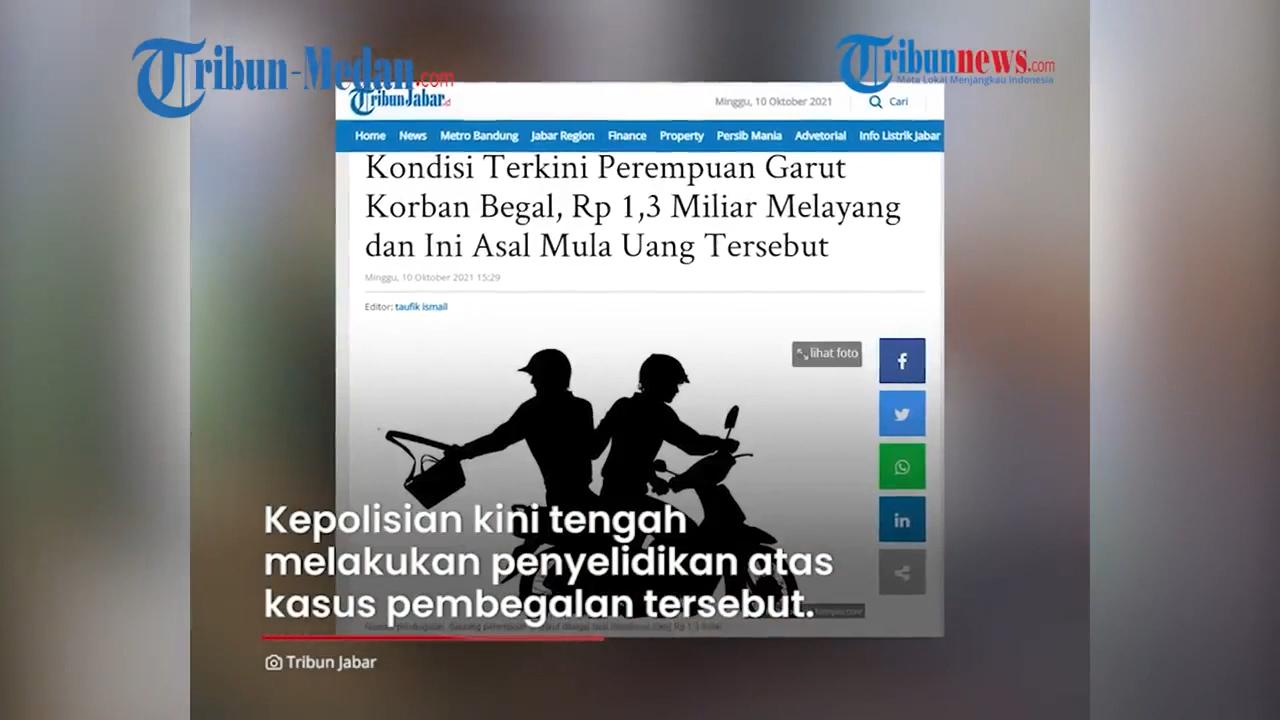 Tribun-Medan.com
Tribunnews.com
Mata Lokal Menjangkau Indonesia
TribunJabar.id
Minggu, 10 Oktober 2021
Cari
Home News Metro Bandung Jabar Region Finance Property Persib Mania Advetorial Info Listrik Jabar
Kondisi Terkini Perempuan Garut
Korban Begal, Rp 1,3 Miliar Melayang
dan Ini Asal Mula Uang Tersebut
Minggu, 10 Oktober 2021 15:29
Editor: taufik ismail
lihat foto
Kepolisian kini tengah
melakukan penyelidikan atas
kasus pembegalan tersebut.
Tribun Jabar